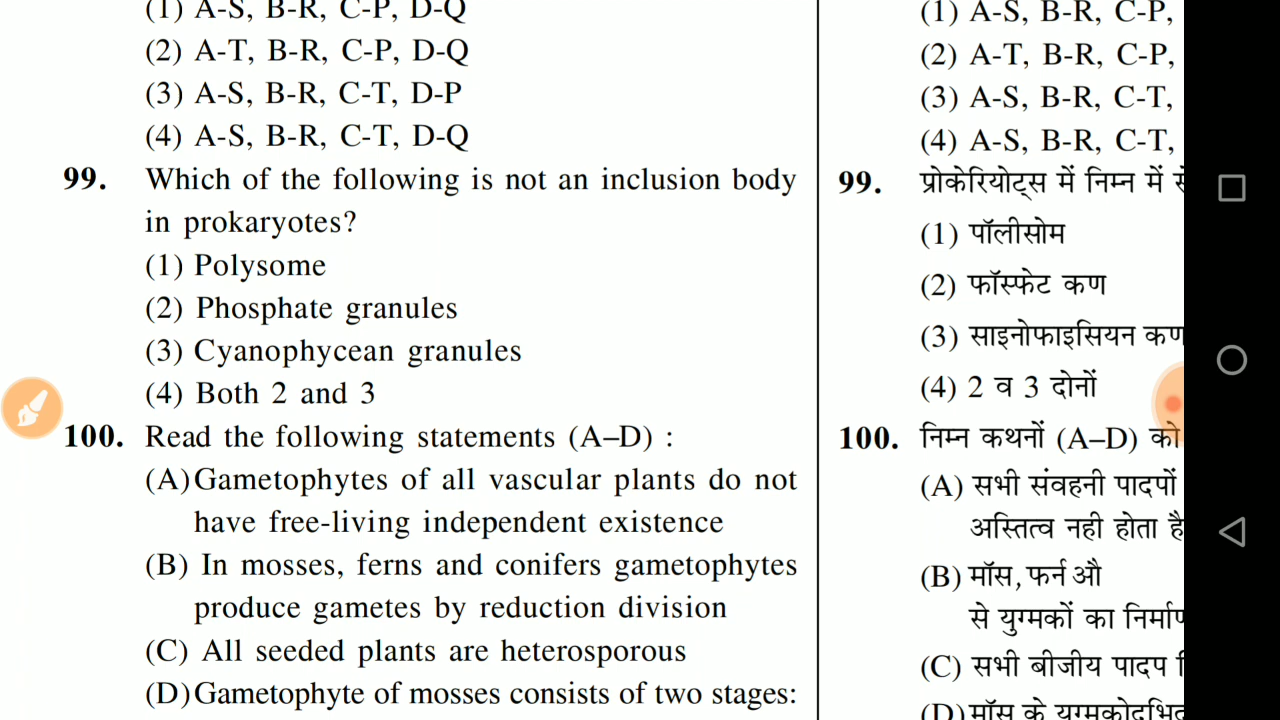 (1) A-S, B-R, C-P, D-Q
(2) A-T, B-R, C-P, D-Q
(3) A-S, B-R, C-T, D-P
(4) A-S, B-R, C-T, D-Q
99. Which of the following is not an inclusion body
in prokaryotes?
(1) Polysome
(2) Phosphate granules
(3) Cyanophycean granules
(4) Both 2 and 3
100. Read the following statements (A–D) :
(A) Gametophytes of all vascular plants do not
have free-living independent existence
(B) In mosses, ferns and conifers gametophytes
produce gametes by reduction division
(C) All seeded plants are heterosporous
(D) Gametophyte of mosses consists of two stages:
(1) A-S, B-R, C-P,
(2) A-T, B-R, C-P,
(3) A-S, B-R, C-T,
(4) A-S, B-R, C-T,
99. प्रोकेरियोट्स में निम्न में
(1) पॉलीसोम
(2) फॉस्फेट कण
(3) साइनोफाइसियन कण
(4) 2 व 3 दोनों
100. निम्न कथनों (A–D) को
(A) सभी संवहनी पादपों
अस्तित्व नही होता है
(B) मॉस, फर्न औ
से युग्मकों का निर्माण
(C) सभी बीजीय पादप
(D) मॉस के युग्मकोद्भिद